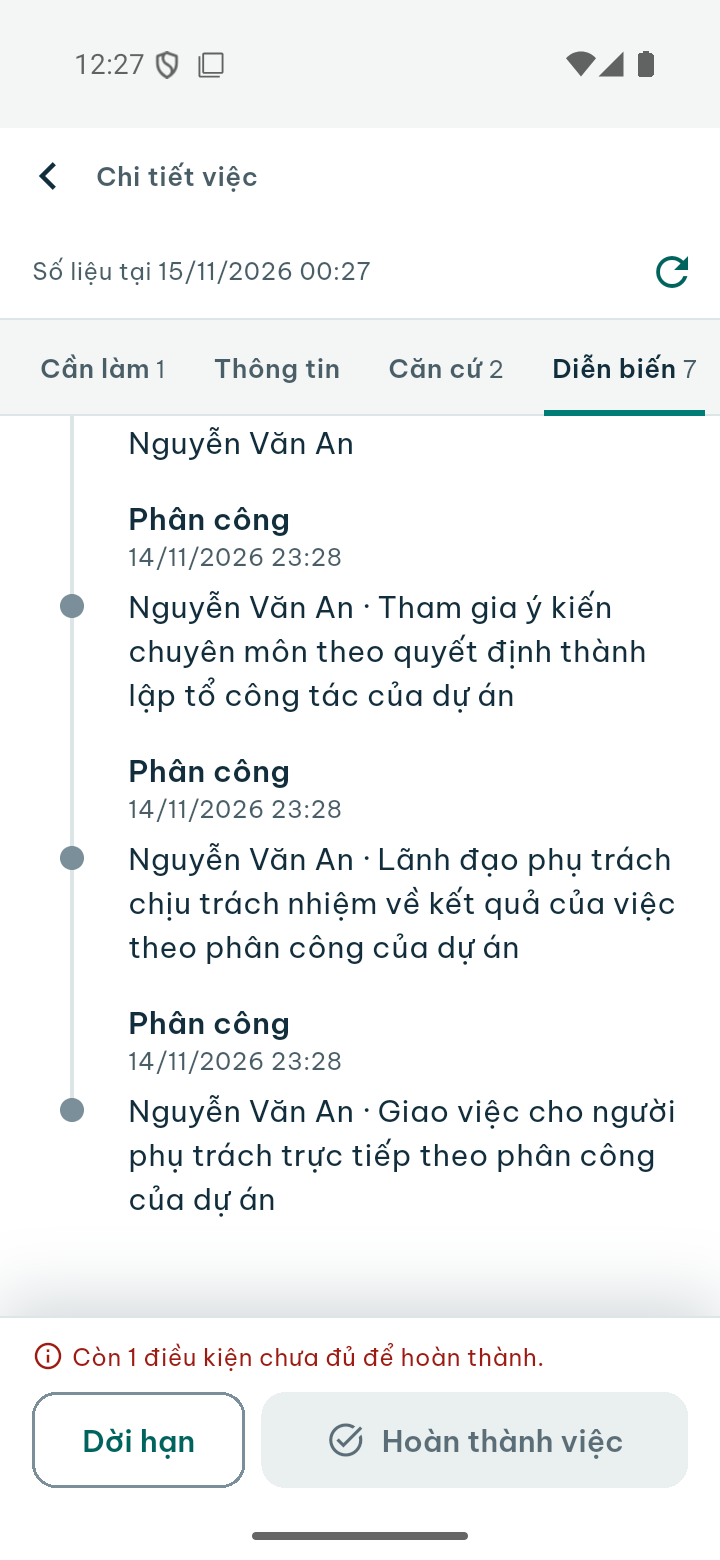 12:27
Chi tiết việc
Số liệu tại 15/11/2026 00:27
Cần làm 1 Thông tin Căn cứ 2 Diễn biến 7
Nguyễn Văn An
Phân công
14/11/2026 23:28
Nguyễn Văn An · Tham gia ý kiến
chuyên môn theo quyết định thành
lập tổ công tác của dự án
Phân công
14/11/2026 23:28
Nguyễn Văn An · Lãnh đạo phụ trách
chịu trách nhiệm về kết quả của việc
theo phân công của dự án
Phân công
14/11/2026 23:28
Nguyễn Văn An · Giao việc cho người
phụ trách trực tiếp theo phân công
của dự án
Còn 1 điều kiện chưa đủ để hoàn thành.
Dời hạn Hoàn thành việc